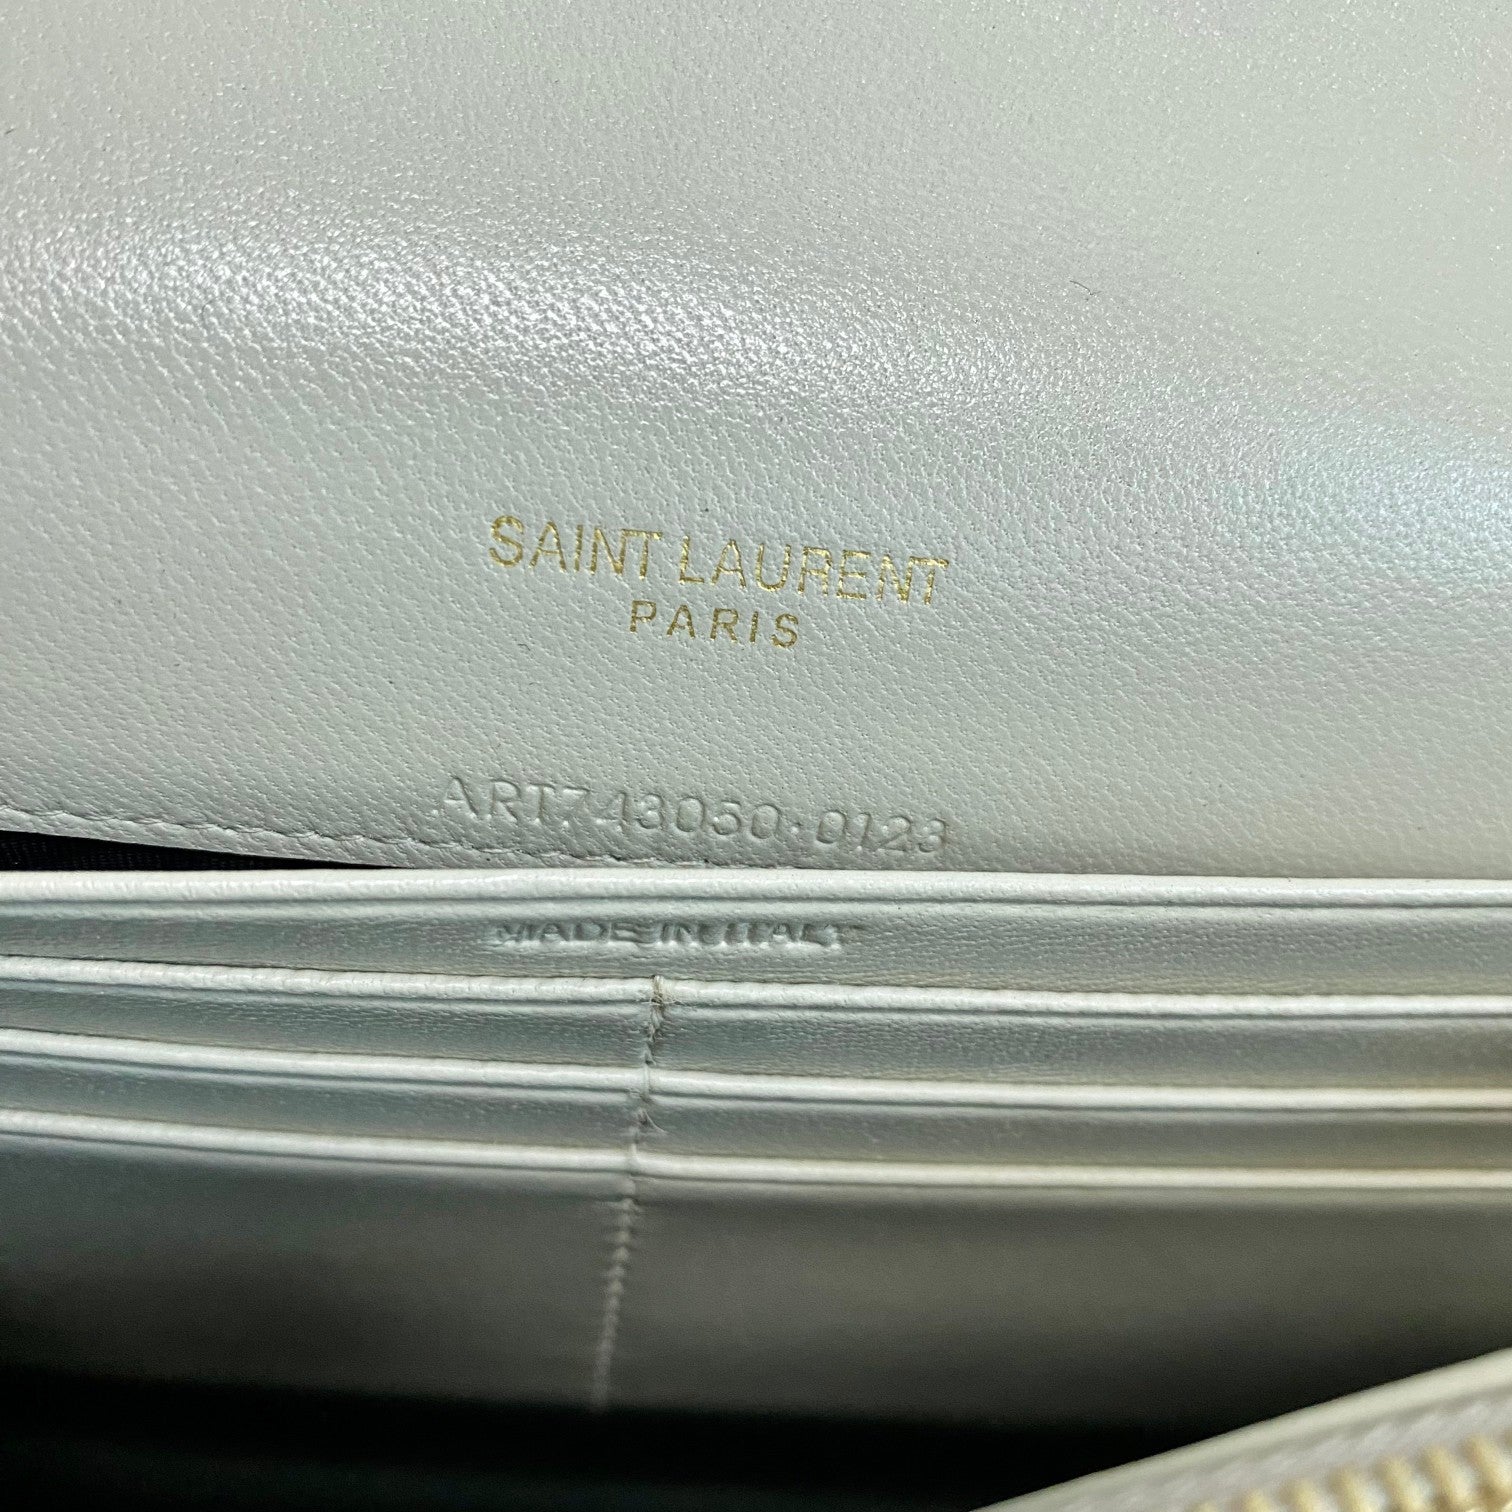 SAINT LAURENT
PARIS
ART743050·0123
MADE IN ITALY